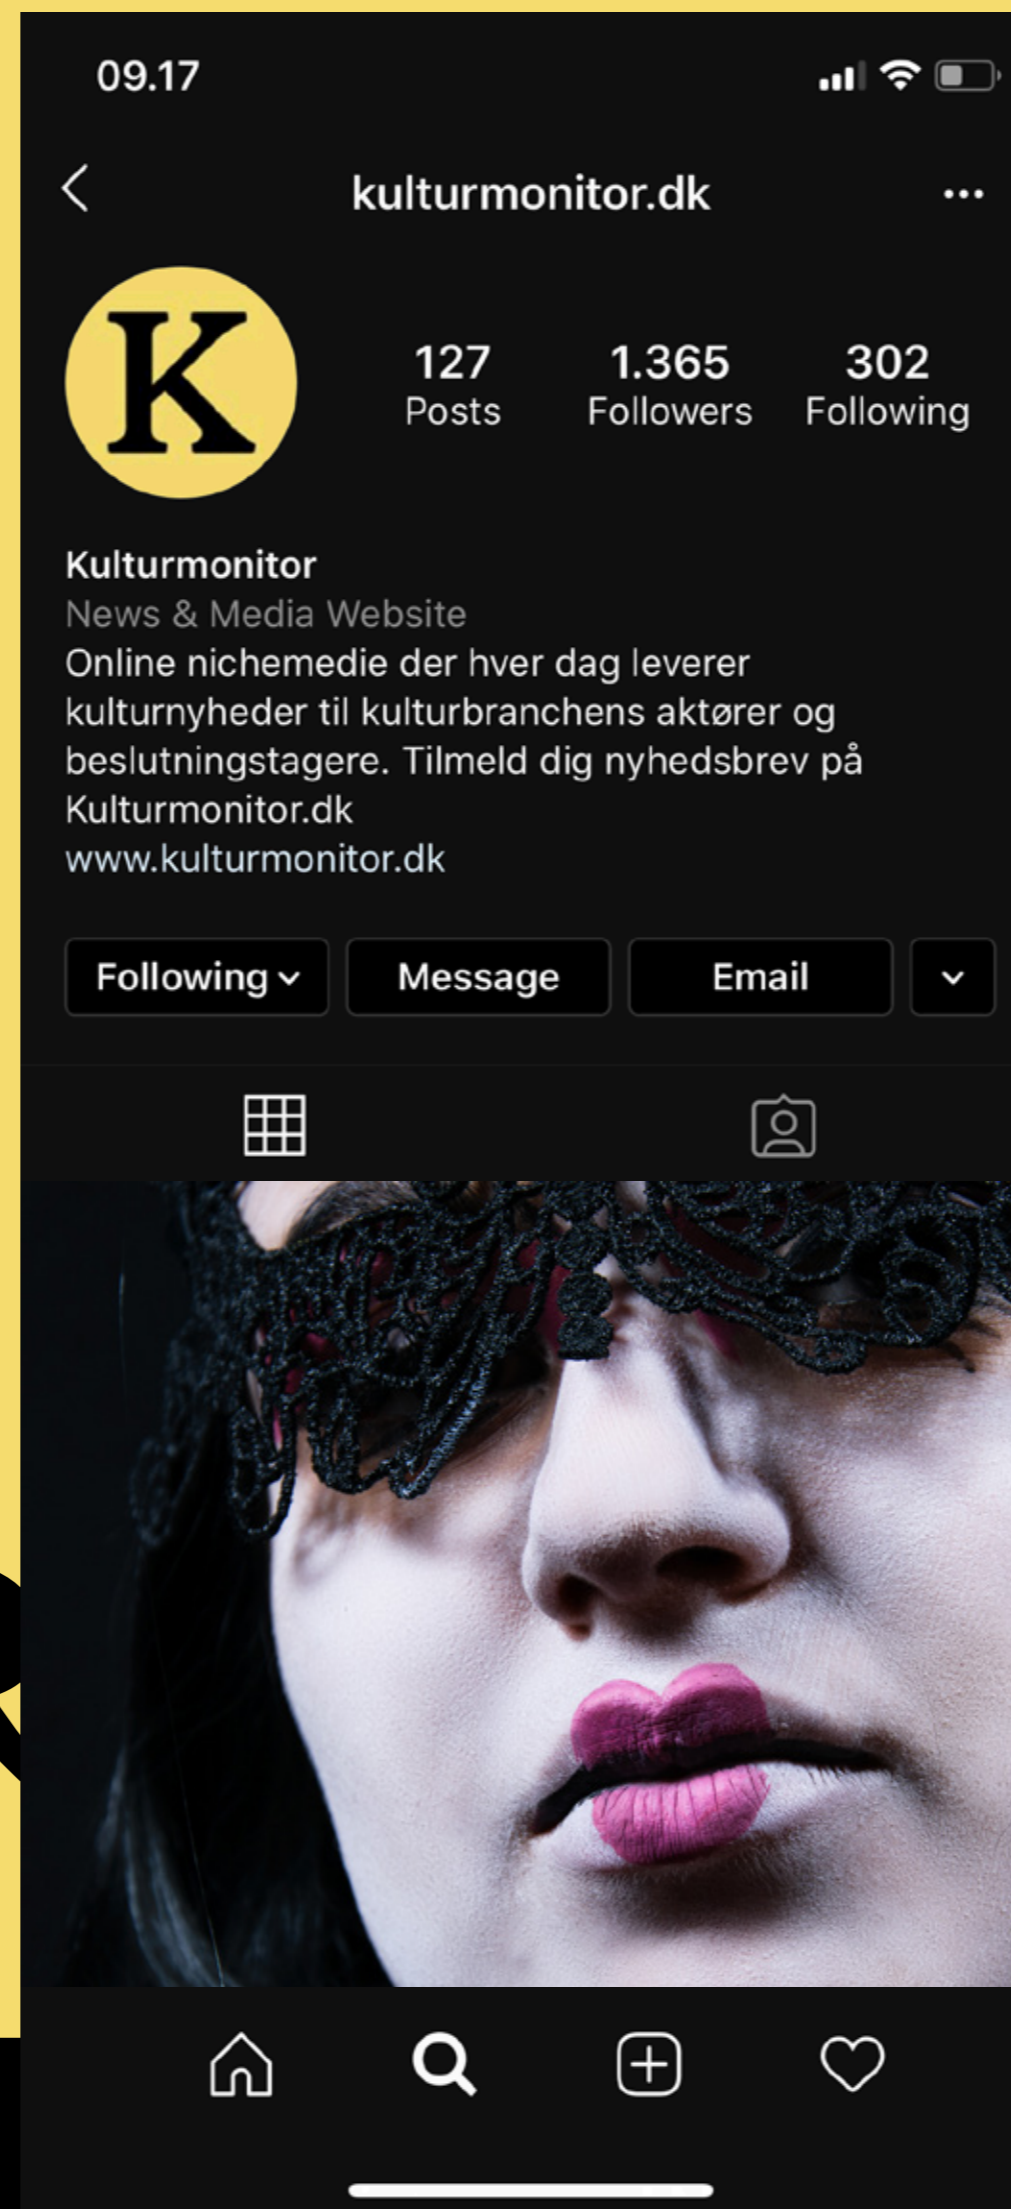 09.17
kulturmonitor.dk
K
127
Posts
1.365
Followers
302
Following
Kulturmonitor
News & Media Website
Online nichemedie der hver dag leverer
kulturnyheder til kulturbranchens aktører og
beslutningstagere. Tilmeld dig nyhedsbrev på
Kulturmonitor.dk
www.kulturmonitor.dk
Following
Message
Email